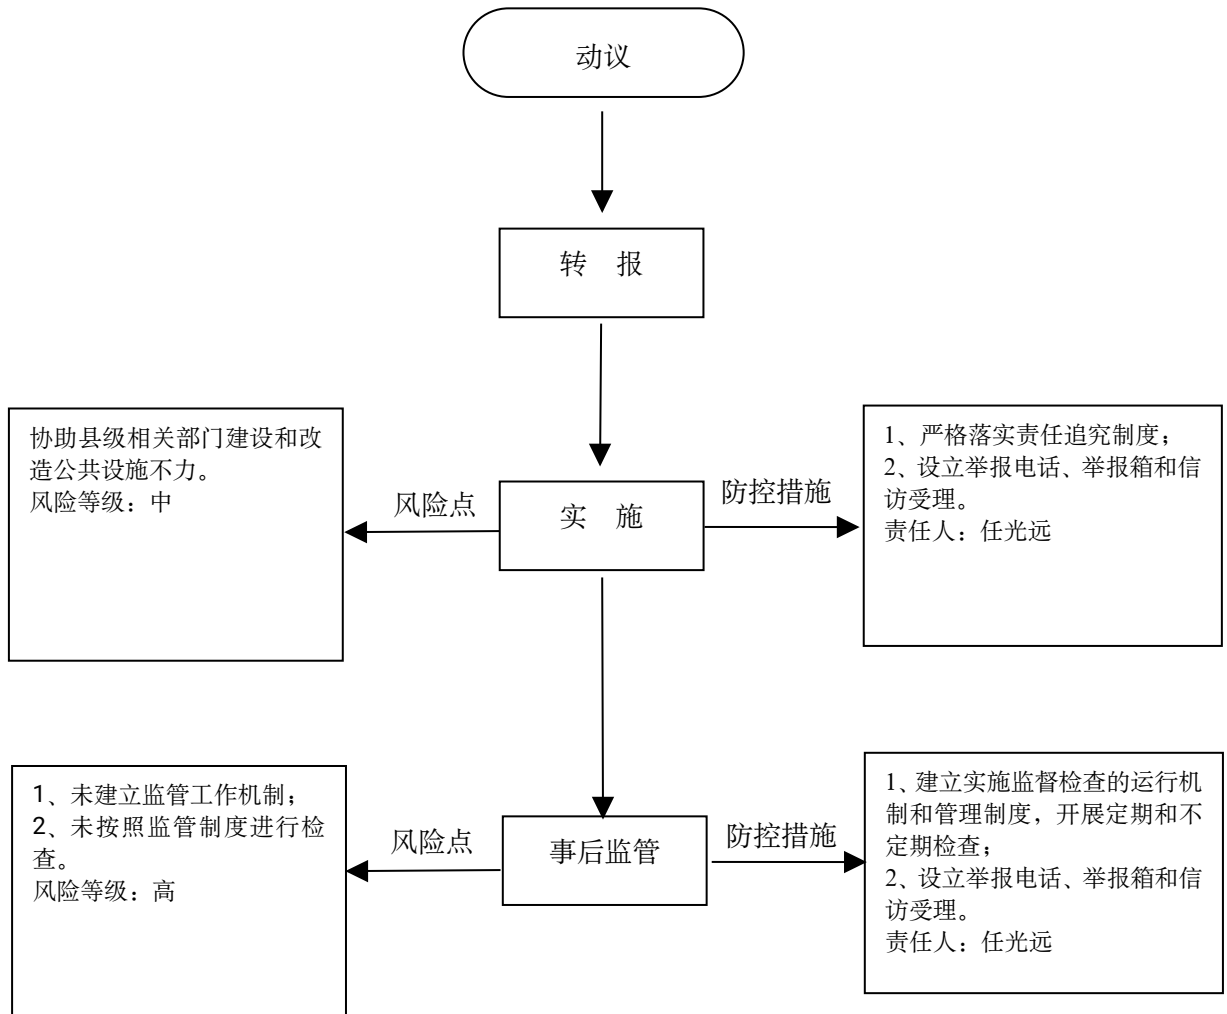 动议
转 报
协助县级相关部门建设和改
造公共设施不力。
风险等级：中
风险点
实 施
防控措施
1、严格落实责任追究制度；
2、设立举报电话、举报箱和信
访受理。
责任人：任光远
1、未建立监管工作机制；
2、未按照监管制度进行检
查。
风险等级：高
风险点
事后监管
防控措施
1、建立实施监督检查的运行机
制和管理制度，开展定期和不
定期检查；
2、设立举报电话、举报箱和信
访受理。
责任人：任光远